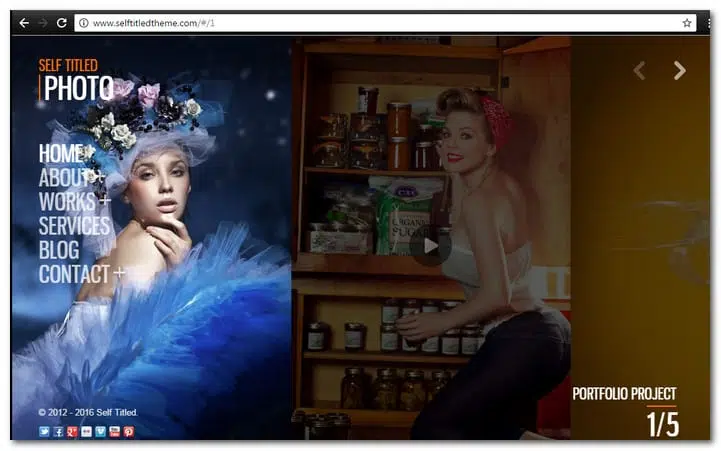 www.selftitledtheme.com/#/1
SELF TITLED
PHOTO
HOME+
ABOUT+
WORKS +
SERVICES
BLOG
CONTACT +
ORGANIC
SUGAR
PORTFOLIO PROJECT
1/5
© 2012 - 2016 Self Titled.